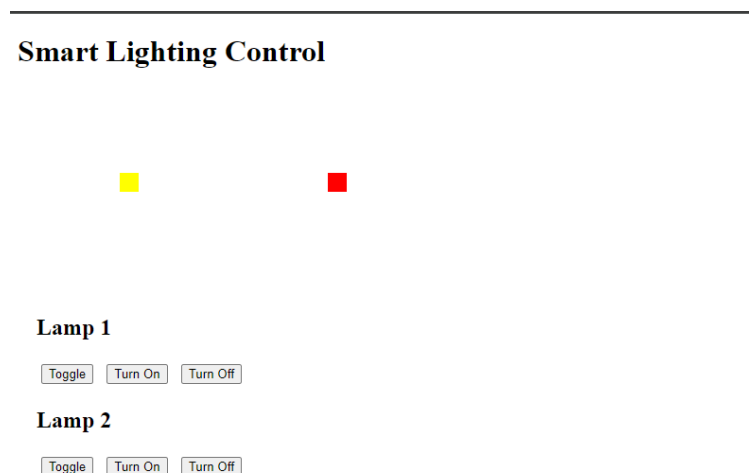 Smart Lighting Control
Lamp 1
Toggle Turn On Turn Off
Lamp 2
Toggle Turn On Turn Off